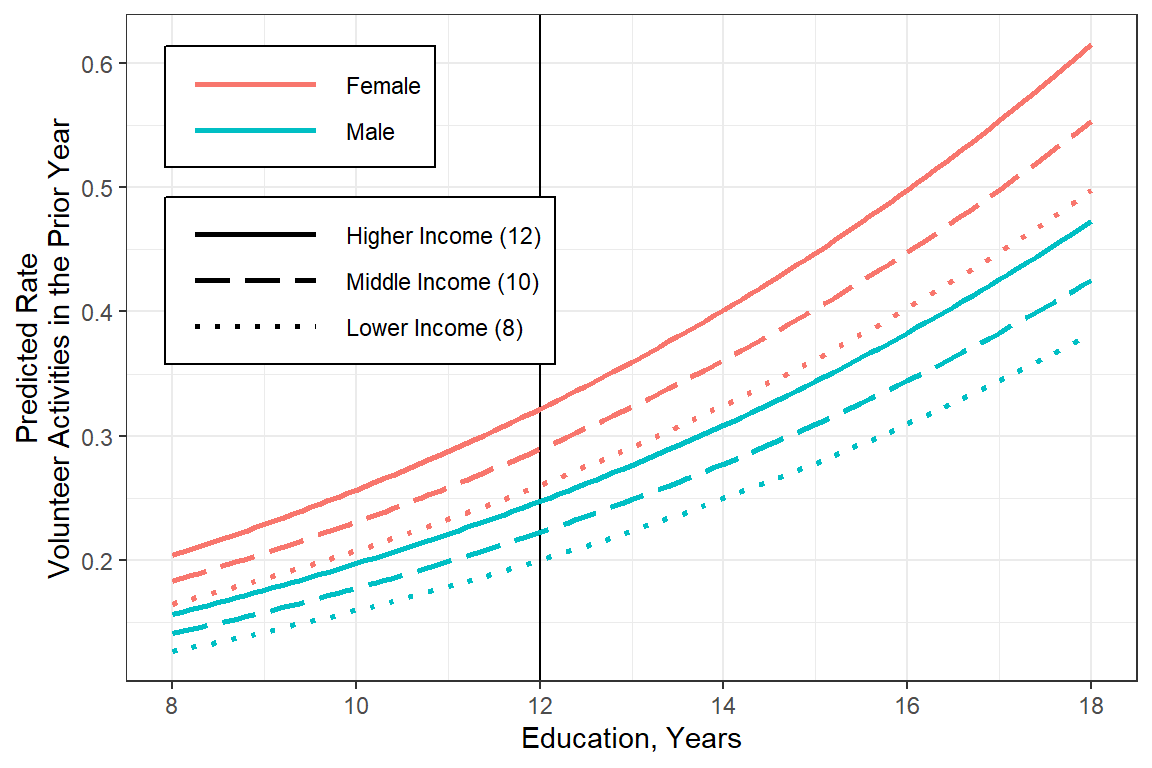 Predicted Rate
Volunteer Activities in the Prior Year
0.6
0.5
0.4
0.3
0.2
Female
Male
Higher Income (12)
Middle Income (10)
Lower Income (8)
8
10
12
14
16
18
Education, Years